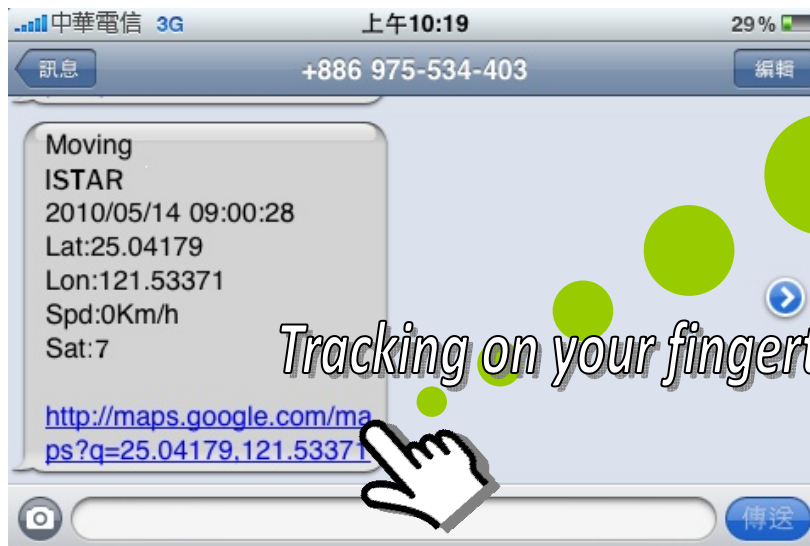 中華電信 3G 上午10:19 29%
訊息 +886 975-534-403 編輯
Moving
ISTAR
2010/05/14 09:00:28
Lat:25.04179
Lon:121.53371
Spd:0Km/h
Sat:7
Tracking on your fingert
http://maps.google.com/ma
ps?q=25.04179,121.53371
傳送